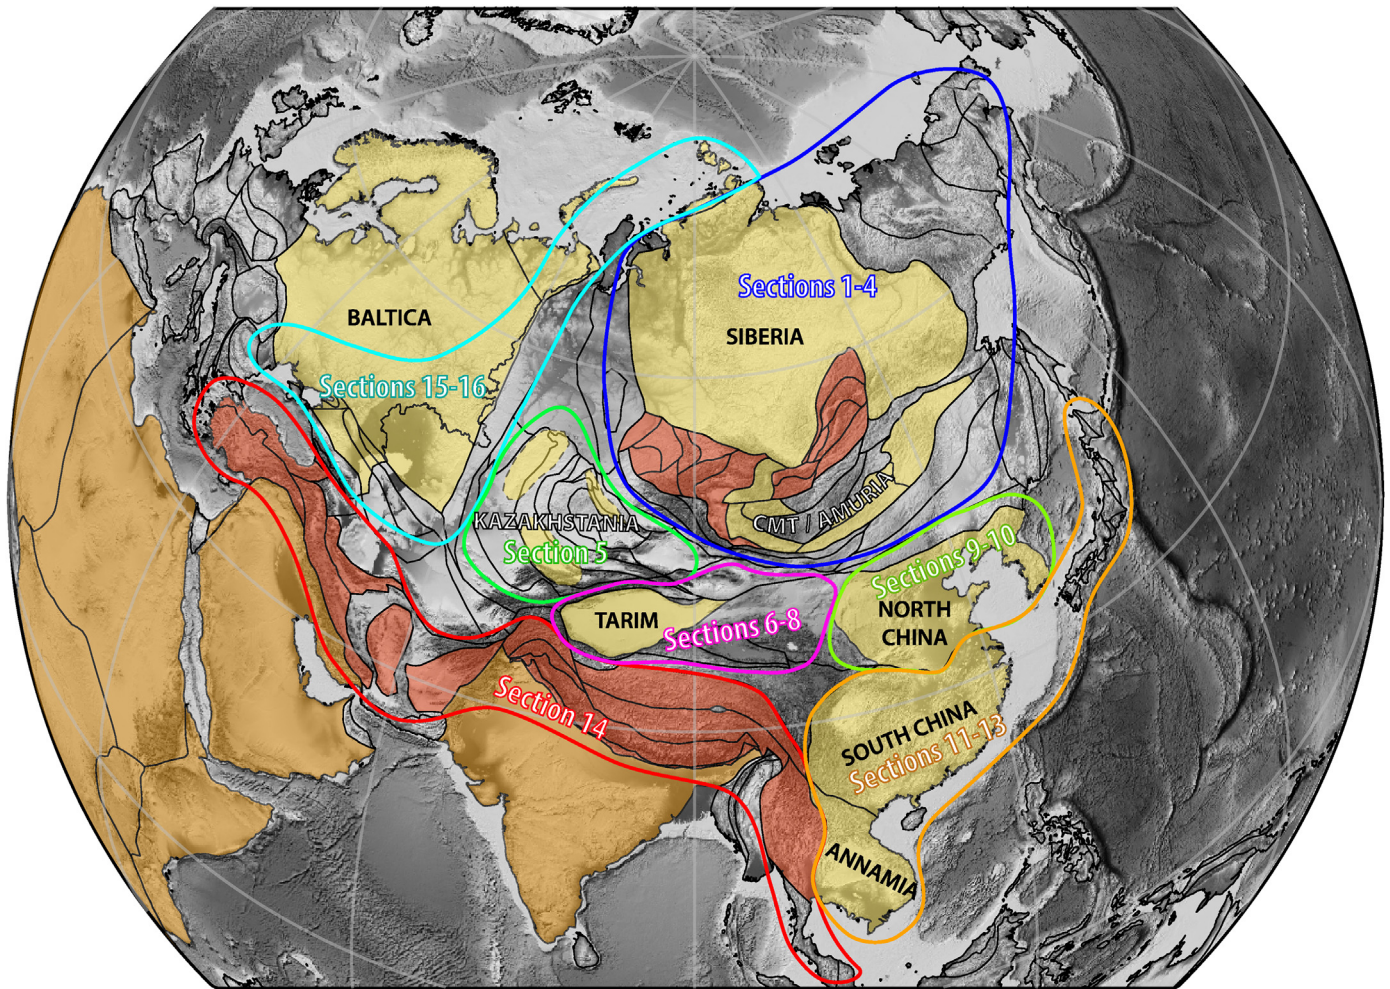 Sections 1-4
BALTICA
SIBERIA
Sections 15-16
CMT / AMURIA
KAZAKHSTANIA
Section 5
Sections 9-10
TARIM
Sections 6-8
NORTH
CHINA
Section 14
SOUTH CHINA
Sections 11-13
ANNAMIA